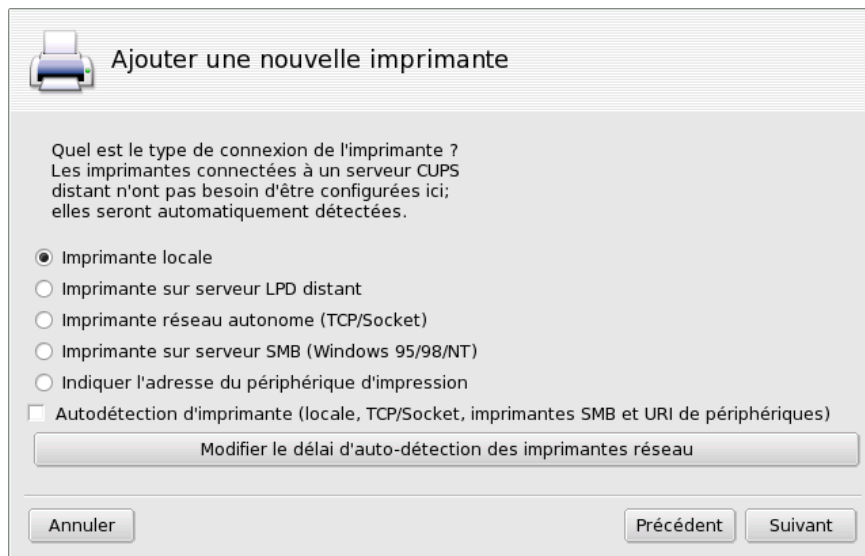 Ajouter une nouvelle imprimante
Quel est le type de connexion de l'imprimante ?
Les imprimantes connectées à un serveur CUPS
distant n'ont pas besoin d'être configurées ici;
elles seront automatiquement détectées.
Imprimante locale
Imprimante sur serveur LPD distant
Imprimante réseau autonome (TCP/Socket)
Imprimante sur serveur SMB (Windows 95/98/NT)
Indiquer l'adresse du périphérique d'impression
Autodétection d'imprimante (locale, TCP/Socket, imprimantes SMB et URI de périphériques)
Modifier le délai d'auto-détection des imprimantes réseau
Annuler
Précédent
Suivant